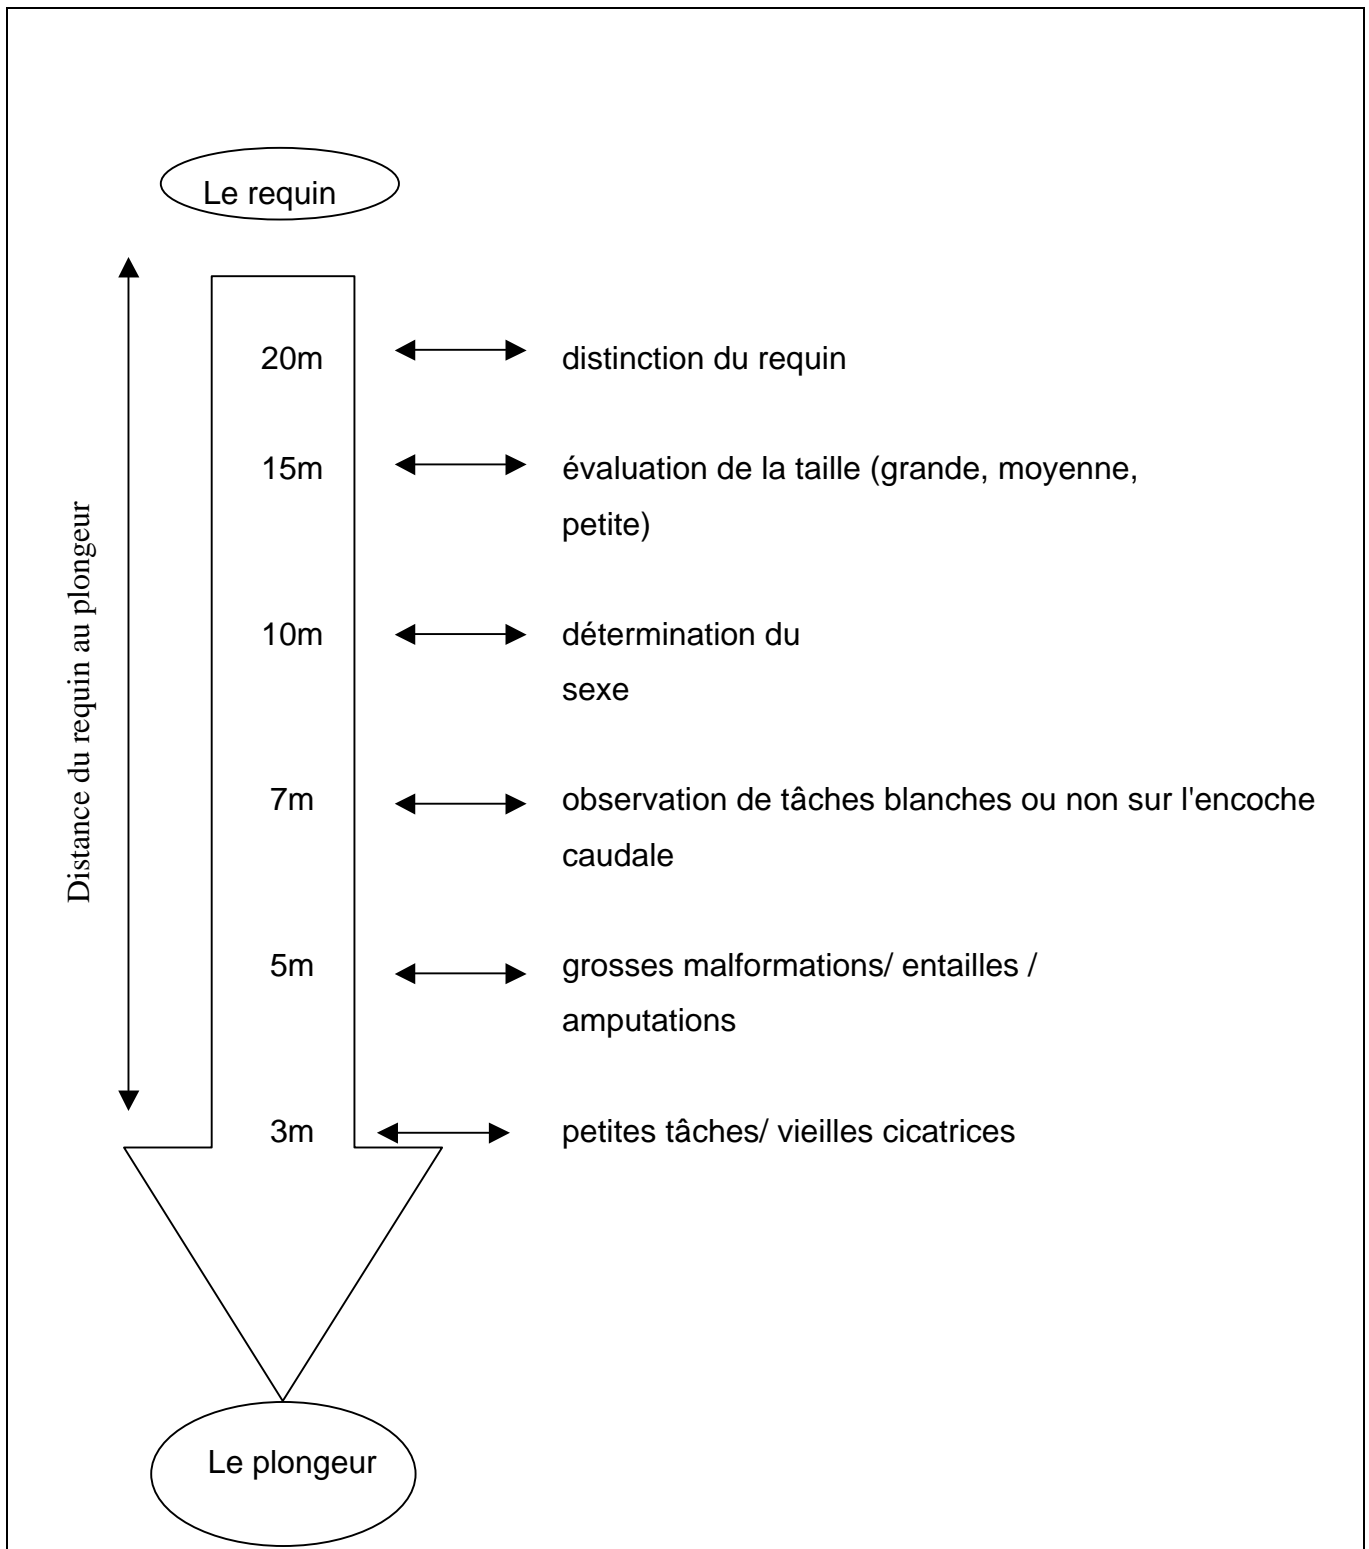 Le requin
Distance du requin au plongeur
20m
distinction du requin
15m
évaluation de la taille (grande, moyenne,
petite)
10m
détermination du
sexe
7m
observation de tâches blanches ou non sur l'encoche
caudale
5m
grosses malformations/ entailles /
amputations
3m
petites tâches/ vieilles cicatrices
Le plongeur